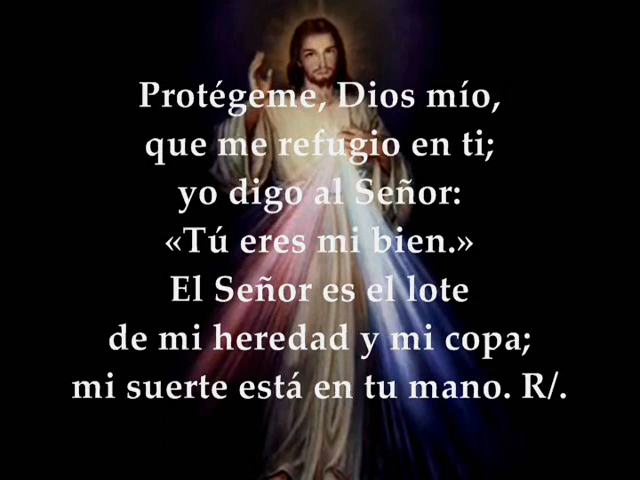 Protégeme, Dios mío,
que me refugio en ti;
yo digo al Señor:
«Tú eres mi bien.»
El Señor es el lote
de mi heredad y mi copa;
mi suerte está en tu mano. R/.